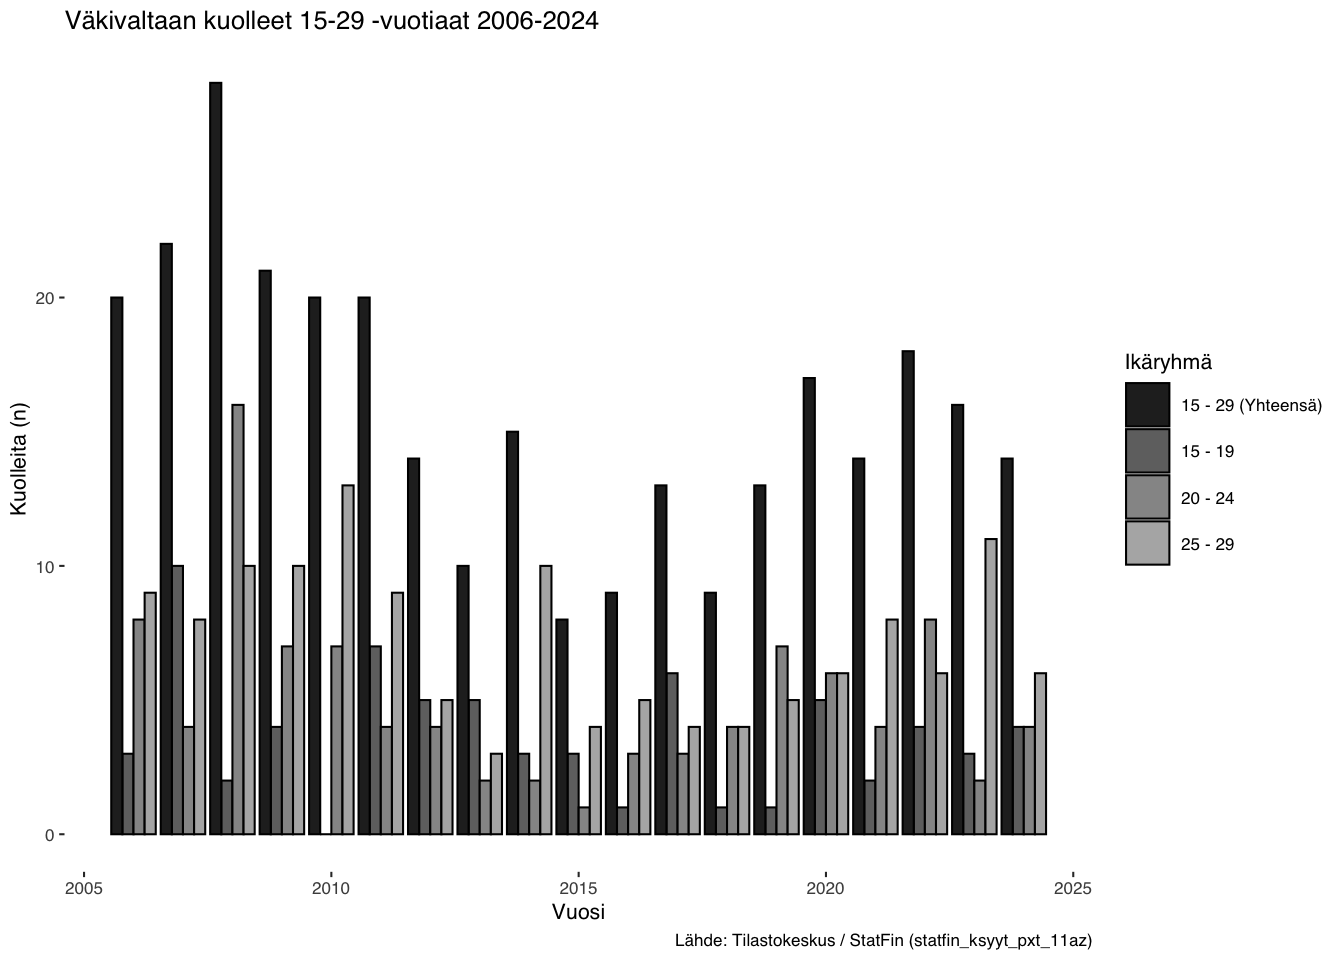 Väkivaltaan kuolleet 15-29 -vuotiaat 2006-2024
Kuolleita (n)
20
10
0
2005
2010
2015
2020
2025
Vuosi
Ikäryhmä
15 - 29 (Yhteensä)
15 - 19
20 - 24
25 - 29
Lähde: Tilastokeskus / StatFin (statfin_ksyyt_pxt_11az)